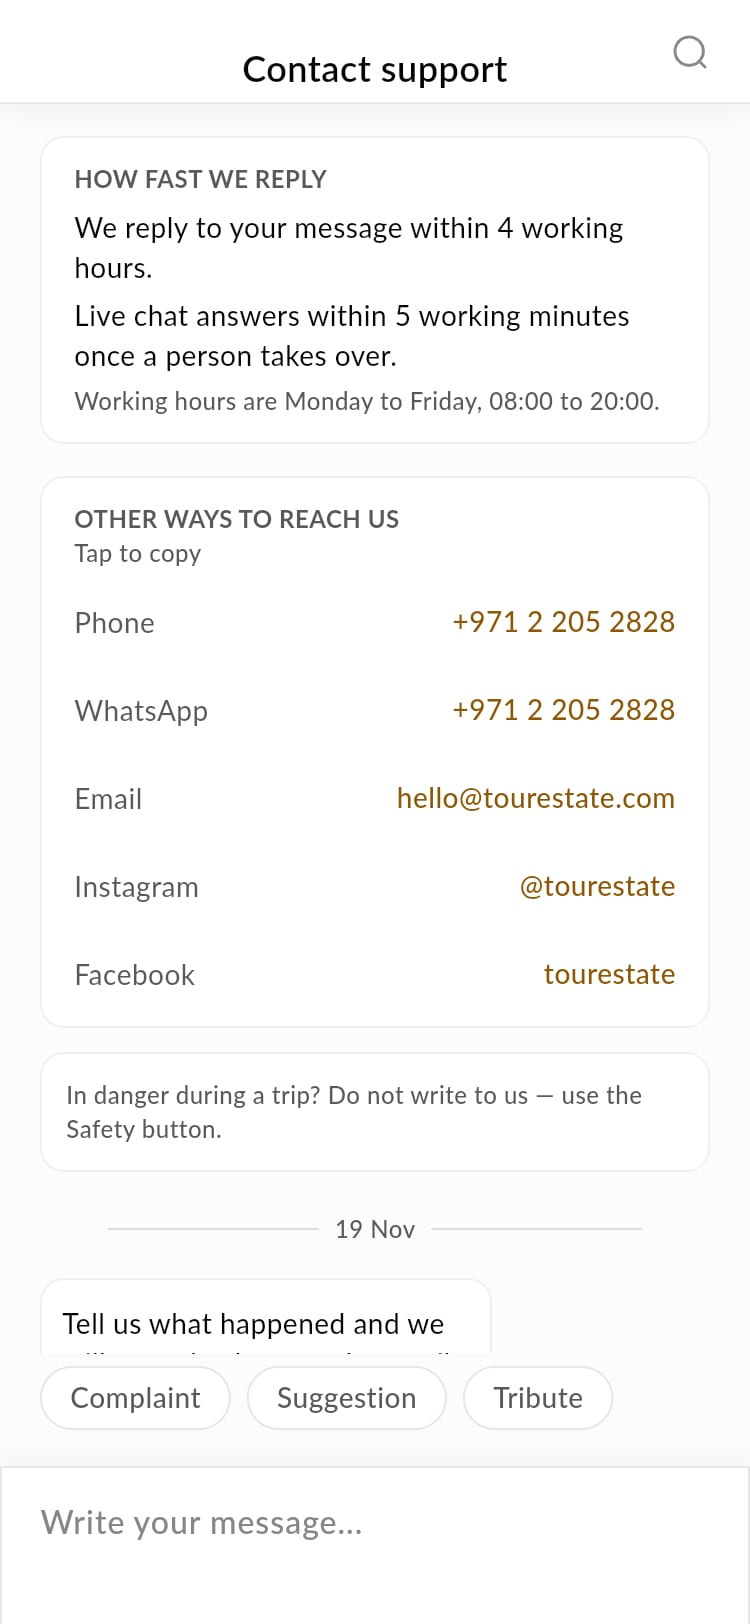 Contact support
HOW FAST WE REPLY
We reply to your message within 4 working
hours.
Live chat answers within 5 working minutes
once a person takes over.
Working hours are Monday to Friday, 08:00 to 20:00.
OTHER WAYS TO REACH US
Tap to copy
Phone +971 2 205 2828
WhatsApp +971 2 205 2828
Email hello@tourestate.com
Instagram @tourestate
Facebook tourestate
In danger during a trip? Do not write to us — use the
Safety button.
19 Nov
Tell us what happened and we
Complaint Suggestion Tribute
Write your message...